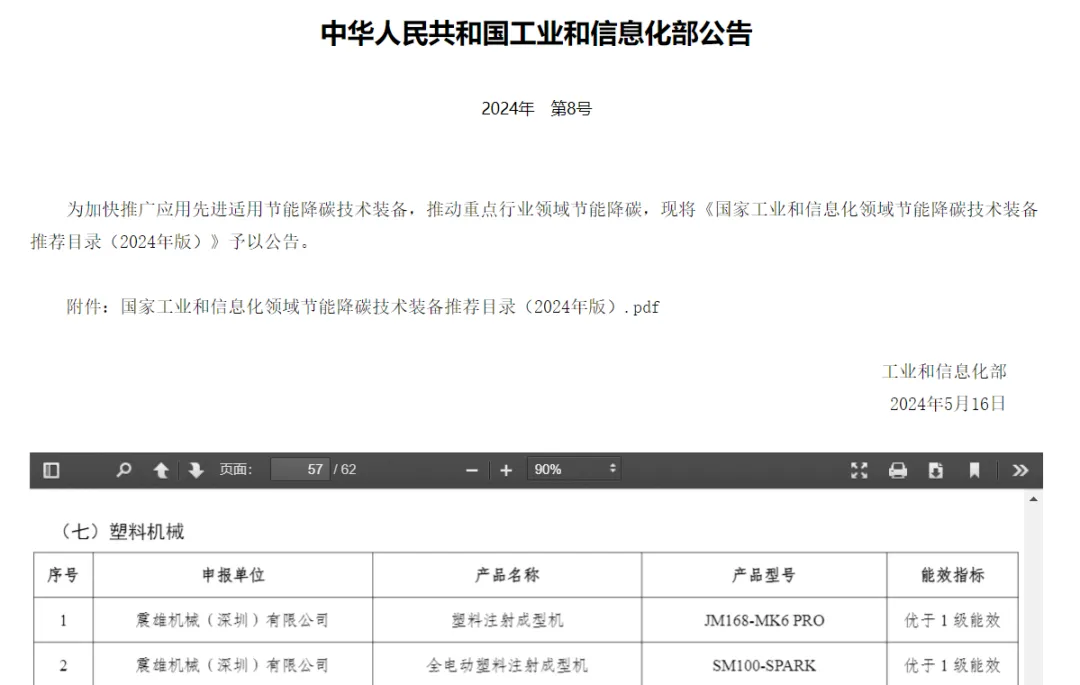 中华人民共和国工业和信息化部公告
2024年 第8号
为加快推广应用先进适用节能降碳技术装备，推动重点行业领域节能降碳，现将《国家工业和信息化领域节能降碳技术装备
推荐目录（2024年版）》予以公告。
附件：国家工业和信息化领域节能降碳技术装备推荐目录（2024年版）.pdf
工业和信息化部
2024年5月16日
页面： 57 / 62 90%
（七）塑料机械
序号 申报单位 产品名称 产品型号 能效指标
1 震雄机械（深圳）有限公司 塑料注射成型机 JM168-MK6 PRO 优于 1 级能效
2 震雄机械（深圳）有限公司 全电动塑料注射成型机 SM100-SPARK 优于 1 级能效